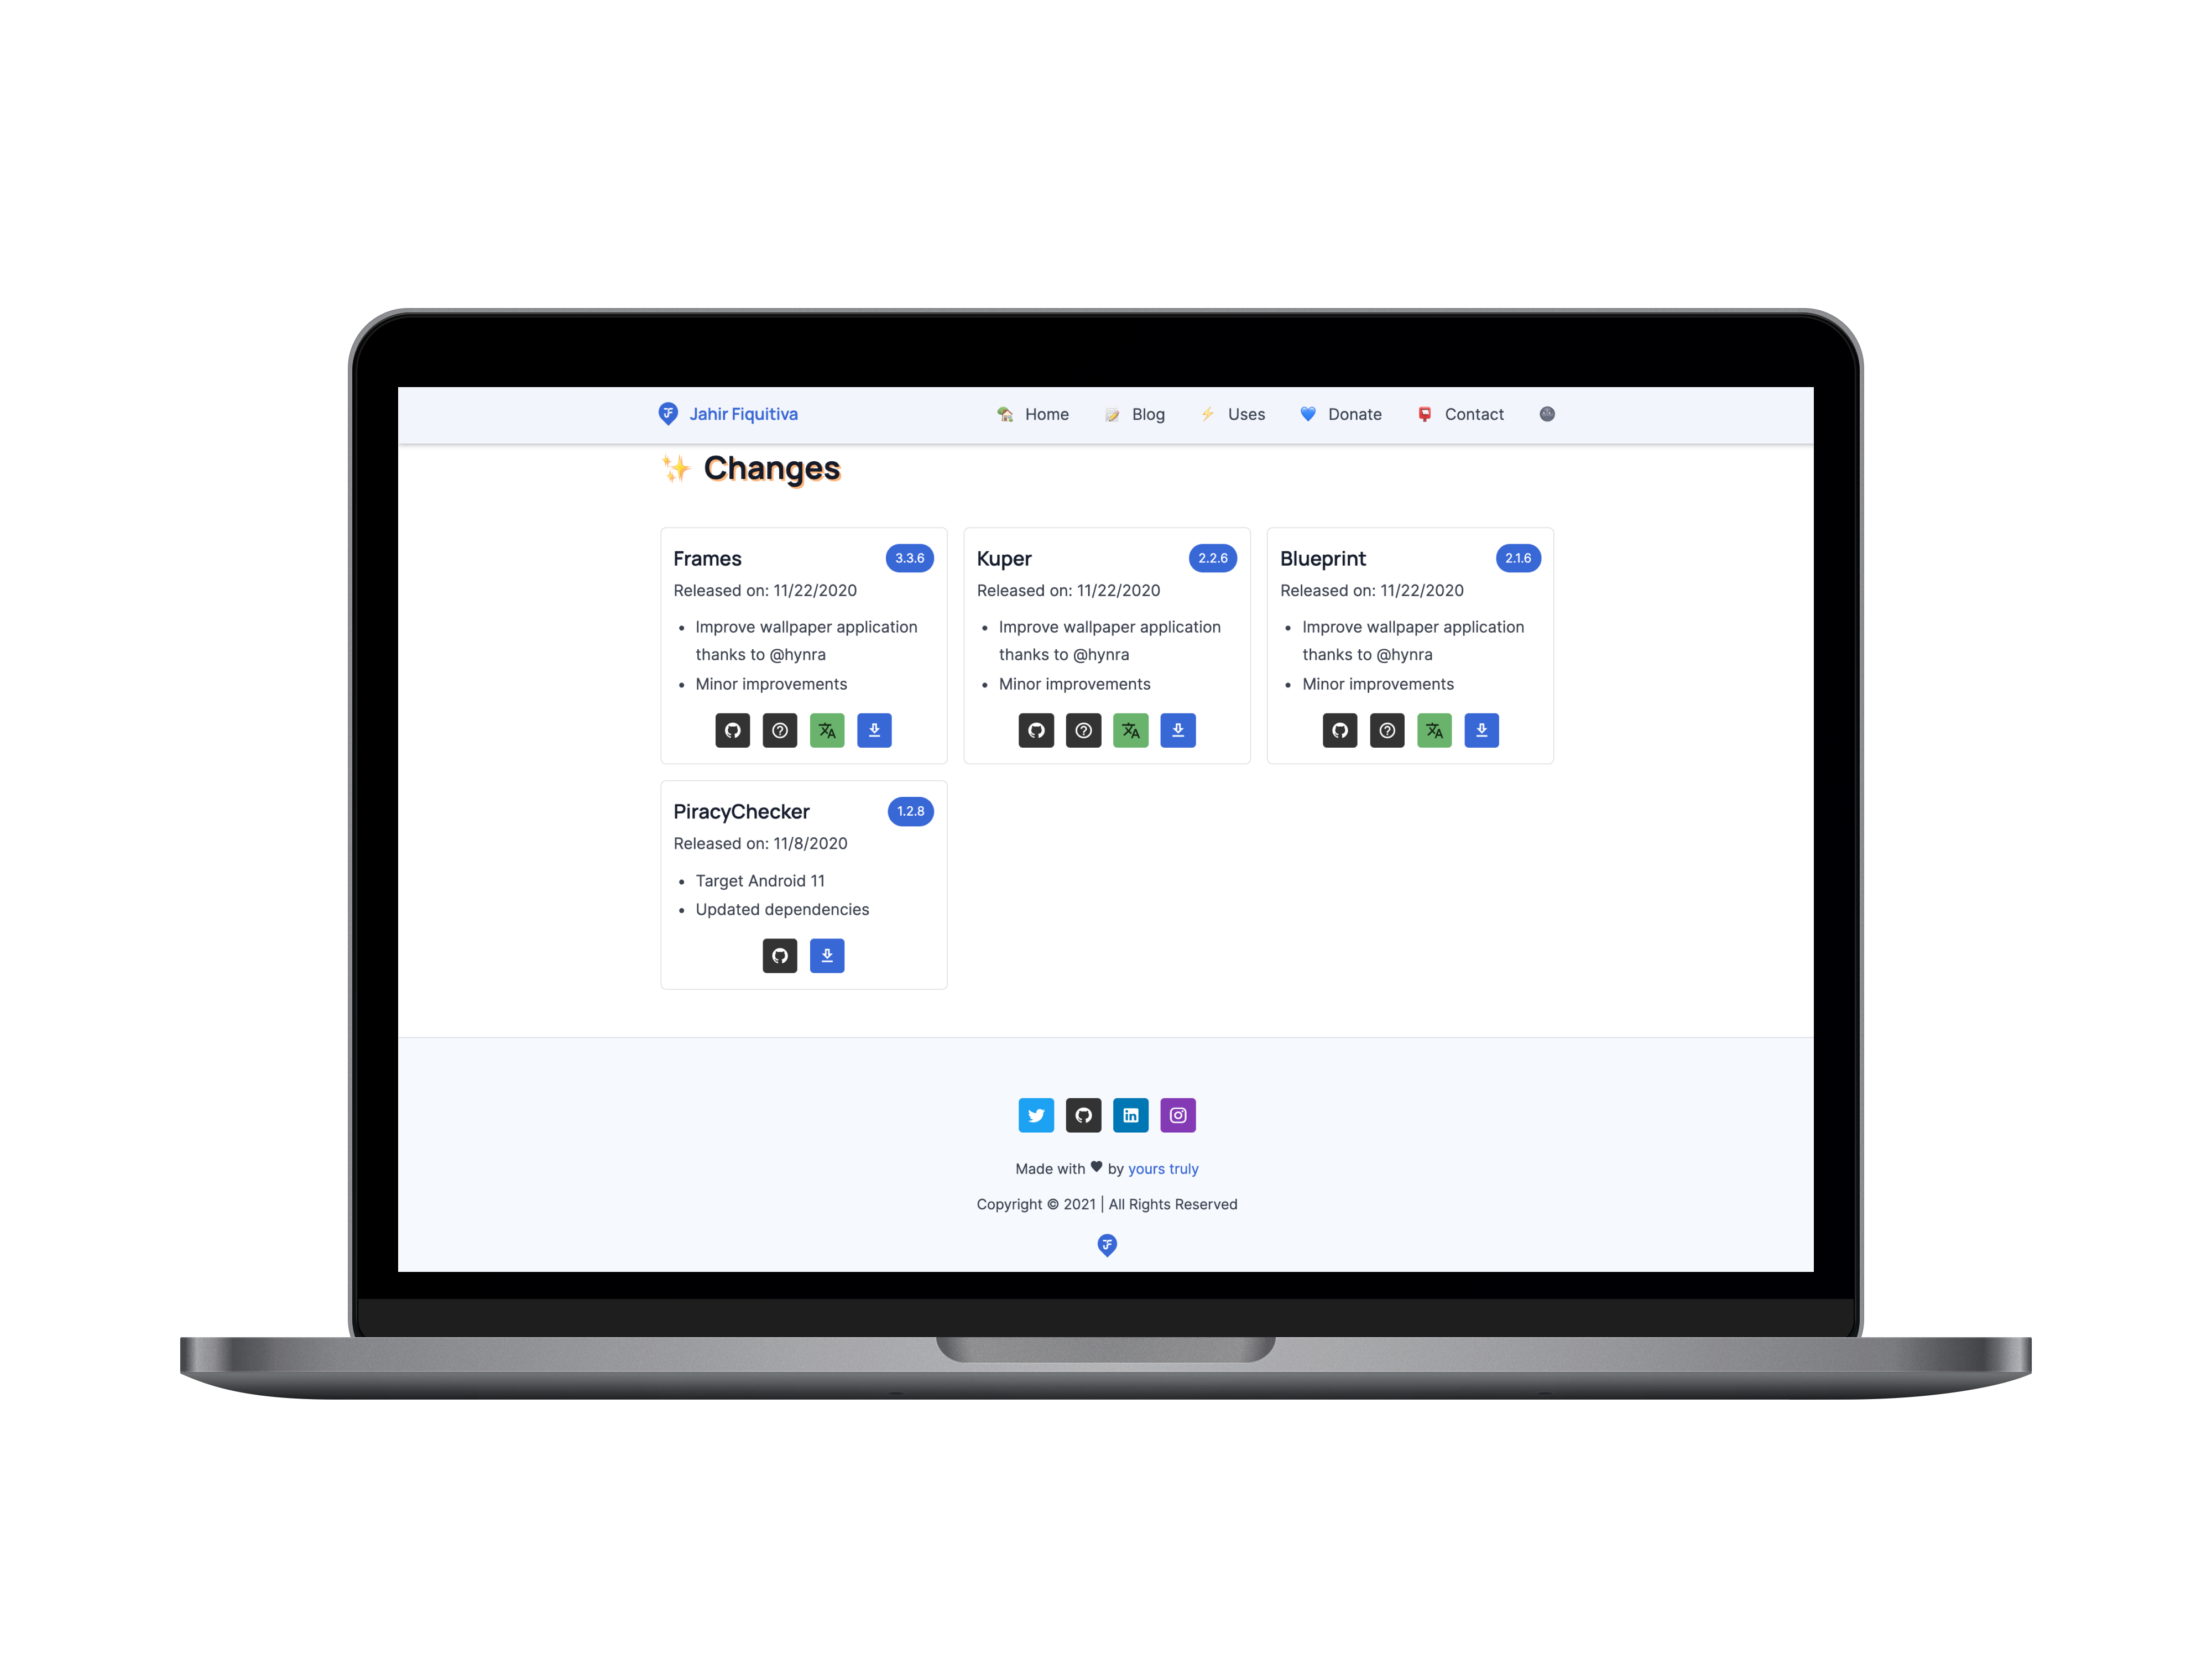 Jahir Fiquitiva
Home Blog Uses Donate Contact
Changes
Frames 3.3.6
Released on: 11/22/2020
Improve wallpaper application
thanks to @hynra
Minor improvements
Kuper 2.2.6
Released on: 11/22/2020
Improve wallpaper application
thanks to @hynra
Minor improvements
Blueprint 2.1.6
Released on: 11/22/2020
Improve wallpaper application
thanks to @hynra
Minor improvements
PiracyChecker 1.2.8
Released on: 11/8/2020
Target Android 11
Updated dependencies
Made with ♥ by yours truly
Copyright © 2021 | All Rights Reserved